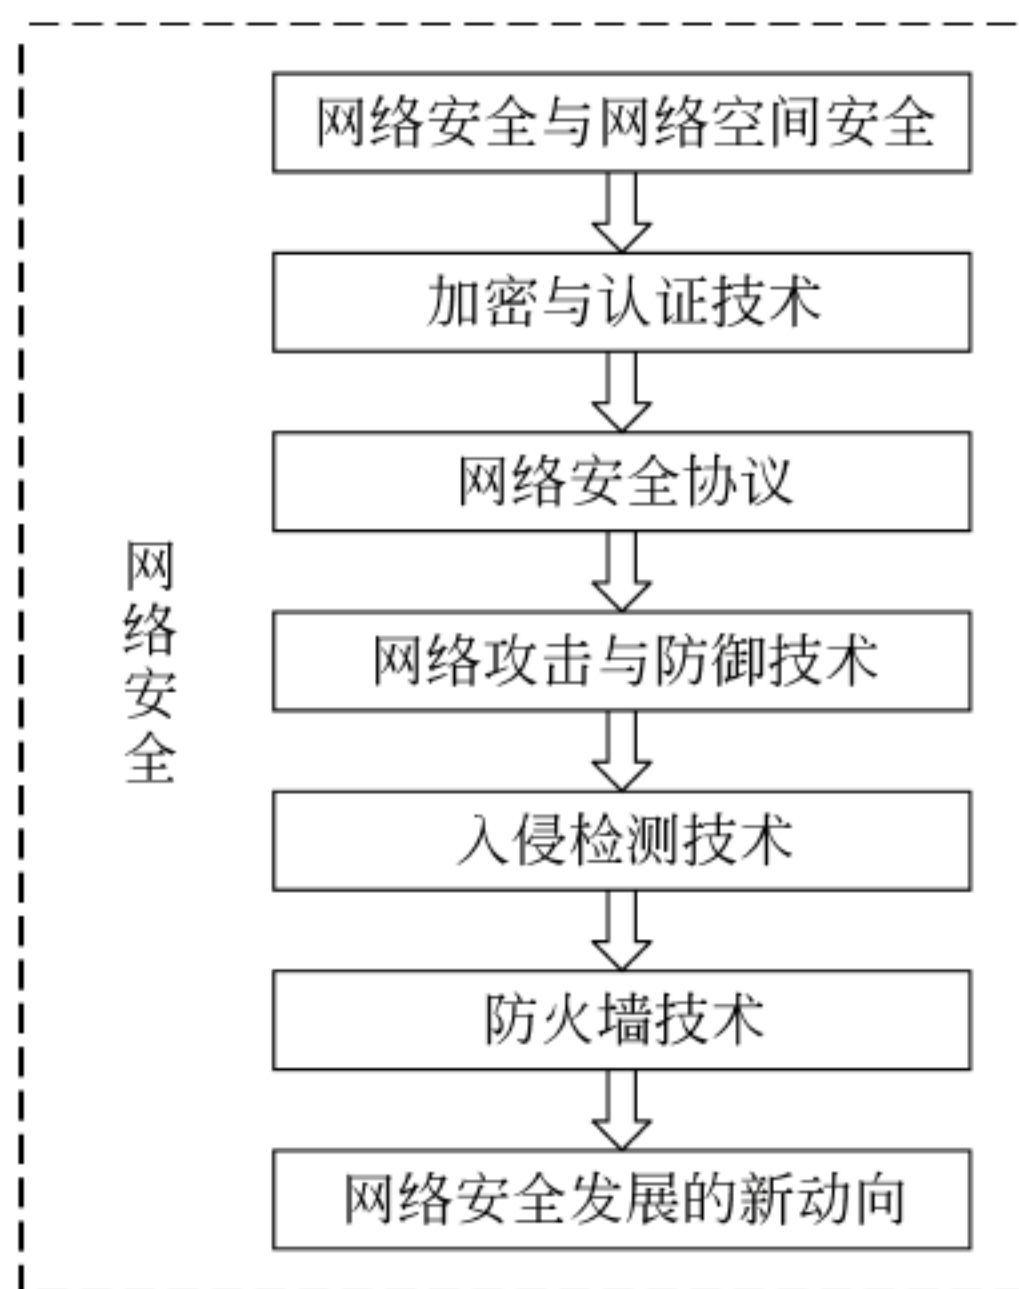 网络安全与网络空间安全
加密与认证技术
网络安全协议
网络安全
网络攻击与防御技术
入侵检测技术
防火墙技术
网络安全发展的新动向